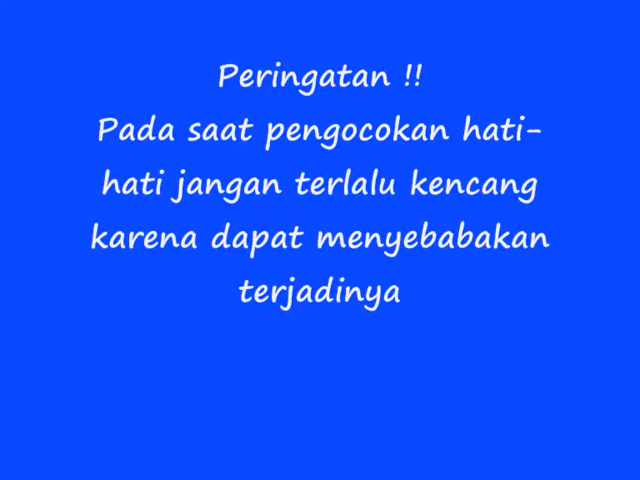 Peringatan !!
Pada saat pengocokan hati-
hati jangan terlalu kencang
karena dapat menyebabakan
terjadinya